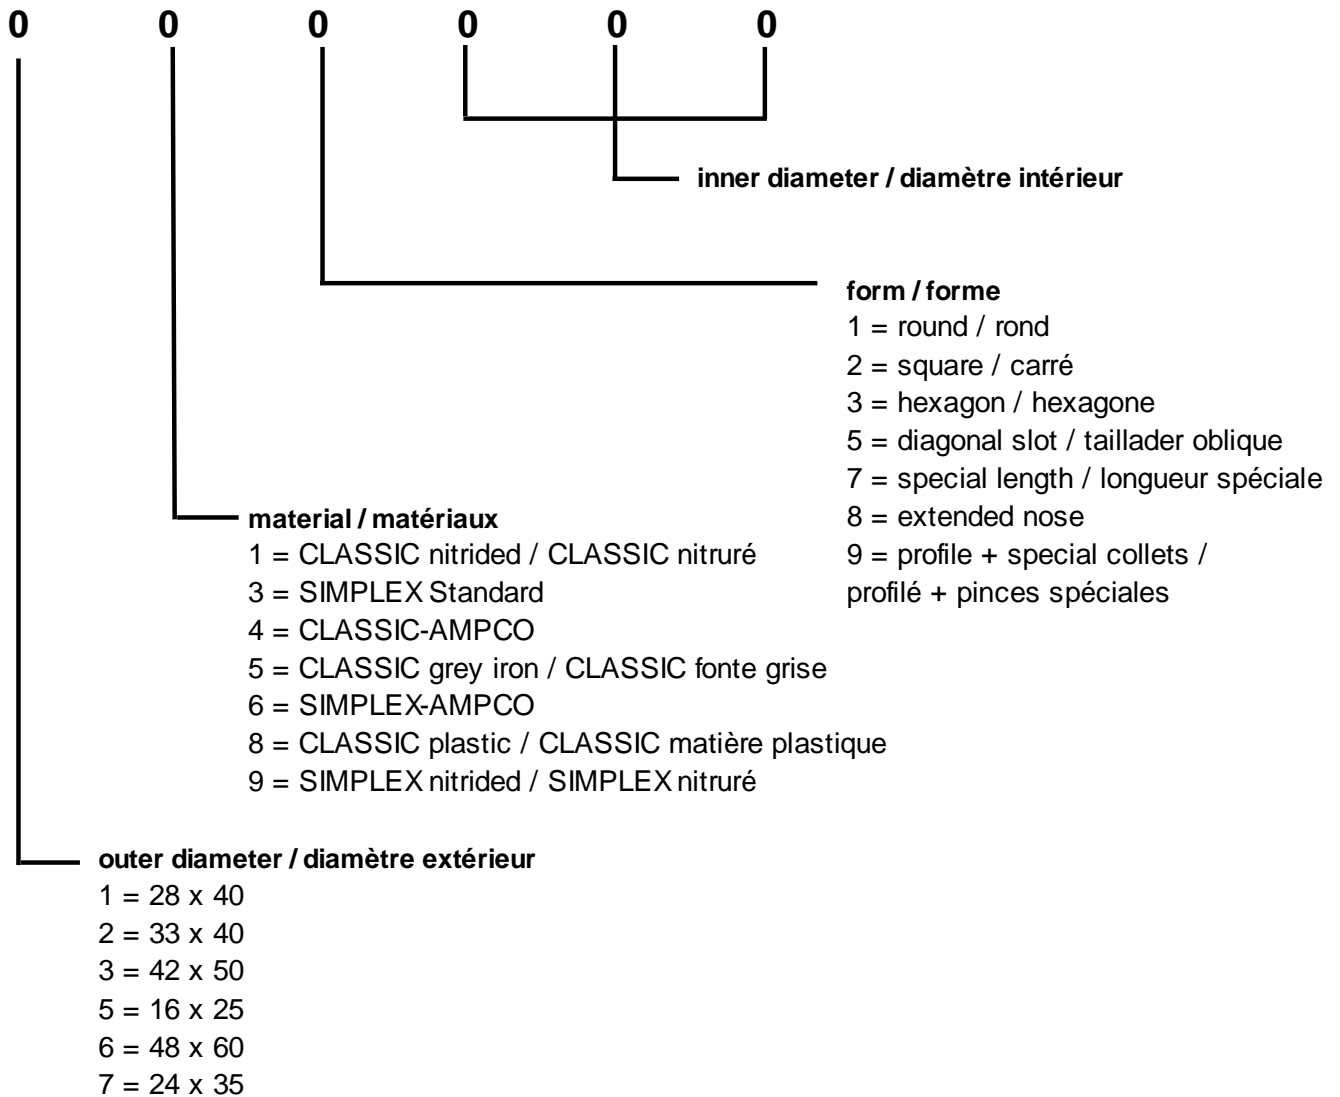 0 0 0 0 0 0
inner diameter / diamètre intérieur
form / forme
1 = round / rond
2 = square / carré
3 = hexagon / hexagone
5 = diagonal slot / taillader oblique
7 = special length / longueur spéciale
8 = extended nose
9 = profile + special collets /
profilé + pinces spéciales
material / matériaux
1 = CLASSIC nitrided / CLASSIC nitruré
3 = SIMPLEX Standard
4 = CLASSIC-AMPCO
5 = CLASSIC grey iron / CLASSIC fonte grise
6 = SIMPLEX-AMPCO
8 = CLASSIC plastic / CLASSIC matière plastique
9 = SIMPLEX nitrided / SIMPLEX nitruré
outer diameter / diamètre extérieur
1 = 28 x 40
2 = 33 x 40
3 = 42 x 50
5 = 16 x 25
6 = 48 x 60
7 = 24 x 35